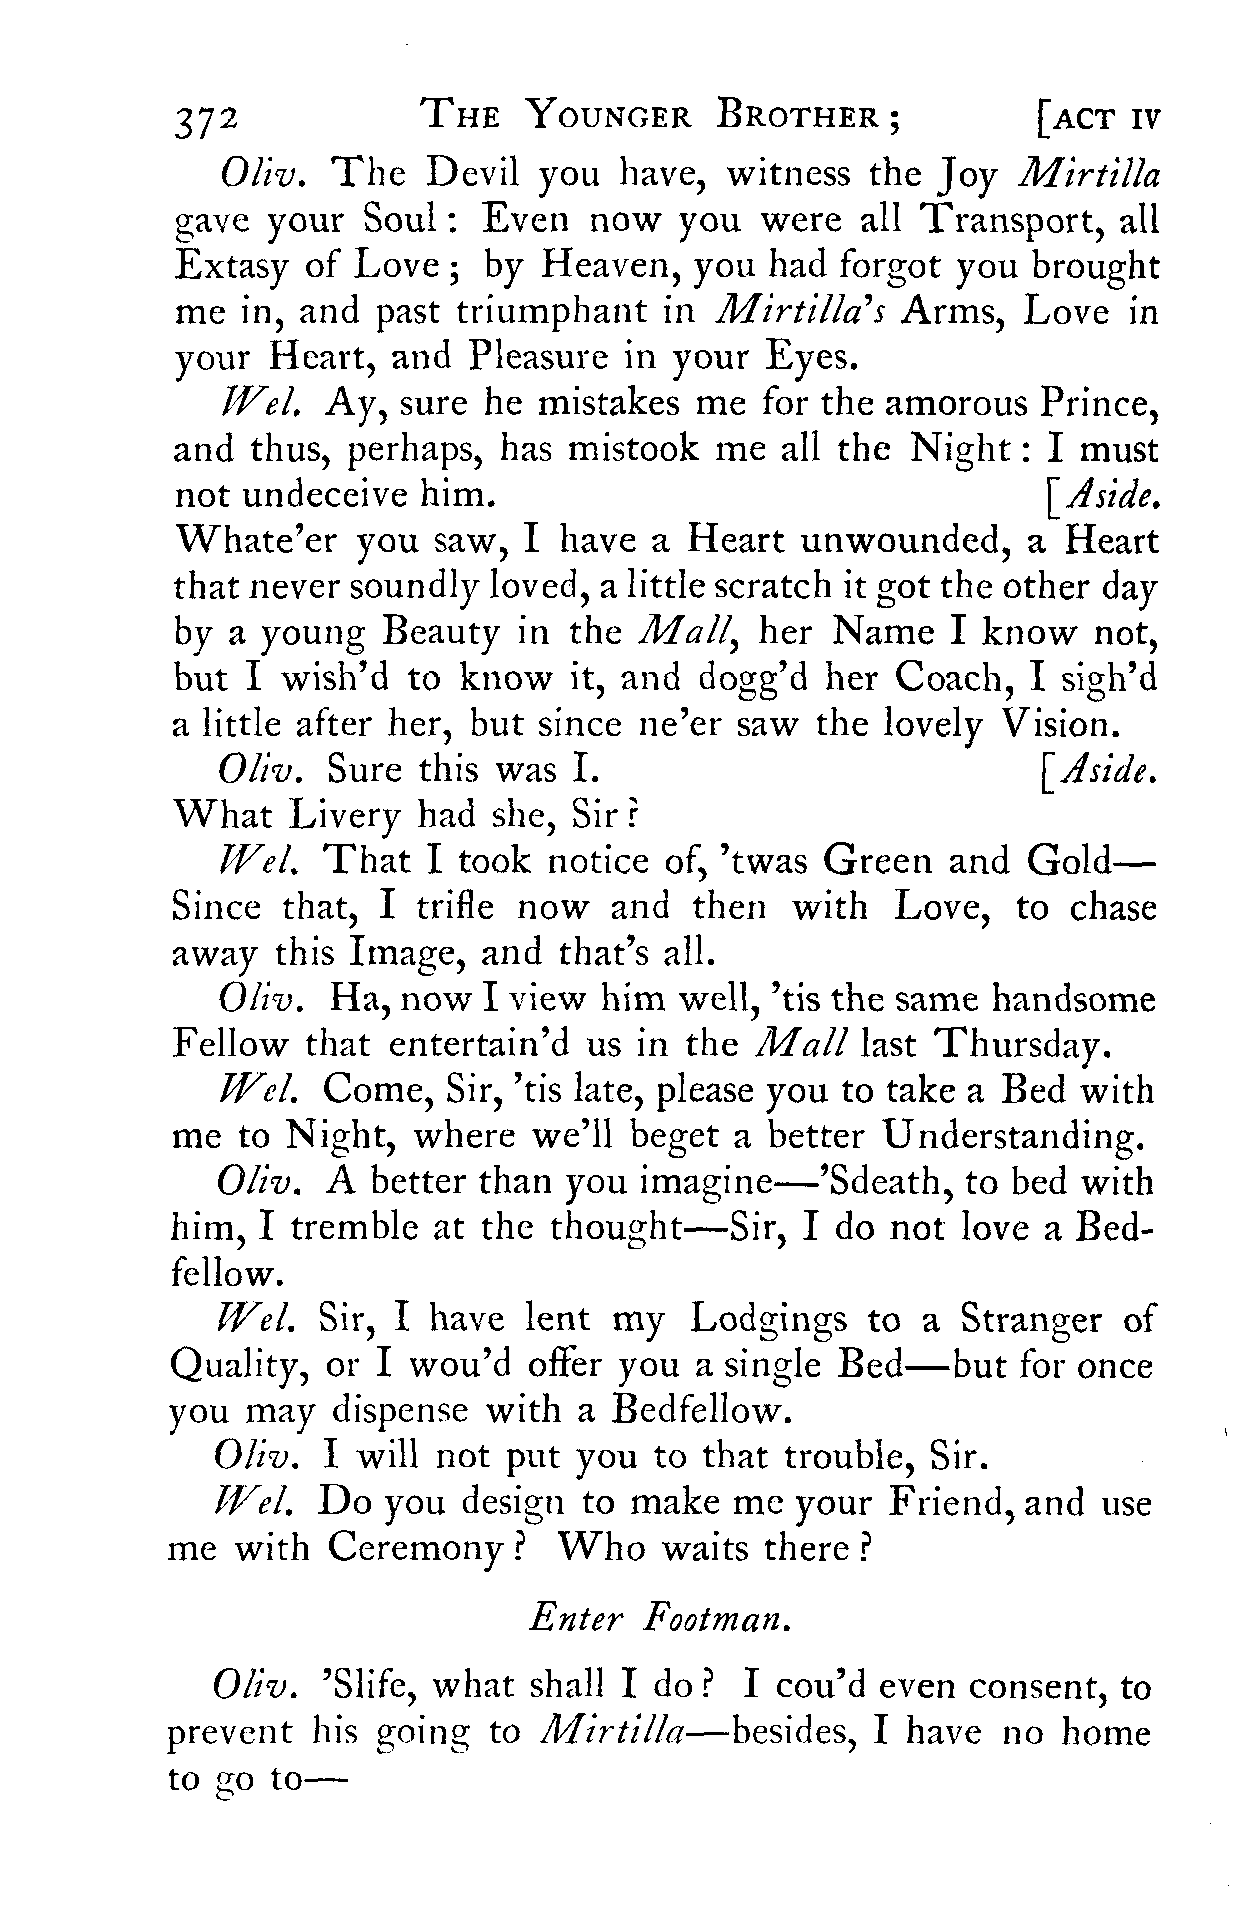 372 THE YOUNGER BROTHER ; [ACT IV
Oliv. The Devil you have, witness the Joy Mirtilla
gave your Soul : Even now you were all Transport, all
Extasy of Love ; by Heaven, you had forgot you brought
me in, and past triumphant in Mirtilla's Arms, Love in
your Heart, and Pleasure in your Eyes.
Wel. Ay, sure he mistakes me for the amorous Prince,
and thus, perhaps, has mistook me all the Night : I must
not undeceive him. [Aside.
Whate'er you saw, I have a Heart unwounded, a Heart
that never soundly loved, a little scratch it got the other day
by a young Beauty in the Mall, her Name I know not,
but I wish'd to know it, and dogg'd her Coach, I sigh'd
a little after her, but since ne'er saw the lovely Vision.
Oliv. Sure this was I. [Aside.
What Livery had she, Sir ?
Wel. That I took notice of, 'twas Green and Gold—
Since that, I trifle now and then with Love, to chase
away this Image, and that's all.
Oliv. Ha, now I view him well, 'tis the same handsome
Fellow that entertain'd us in the Mall last Thursday.
Wel. Come, Sir, 'tis late, please you to take a Bed with
me to Night, where we'll beget a better Understanding.
Oliv. A better than you imagine—'Sdeath, to bed with
him, I tremble at the thought—Sir, I do not love a Bed-
fellow.
Wel. Sir, I have lent my Lodgings to a Stranger of
Quality, or I wou'd offer you a single Bed—but for once
you may dispense with a Bedfellow.
Oliv. I will not put you to that trouble, Sir.
Wel. Do you design to make me your Friend, and use
me with Ceremony ? Who waits there ?
Enter Footman.
Oliv. 'Slife, what shall I do ? I cou'd even consent, to
prevent his going to Mirtilla—besides, I have no home
to go to—